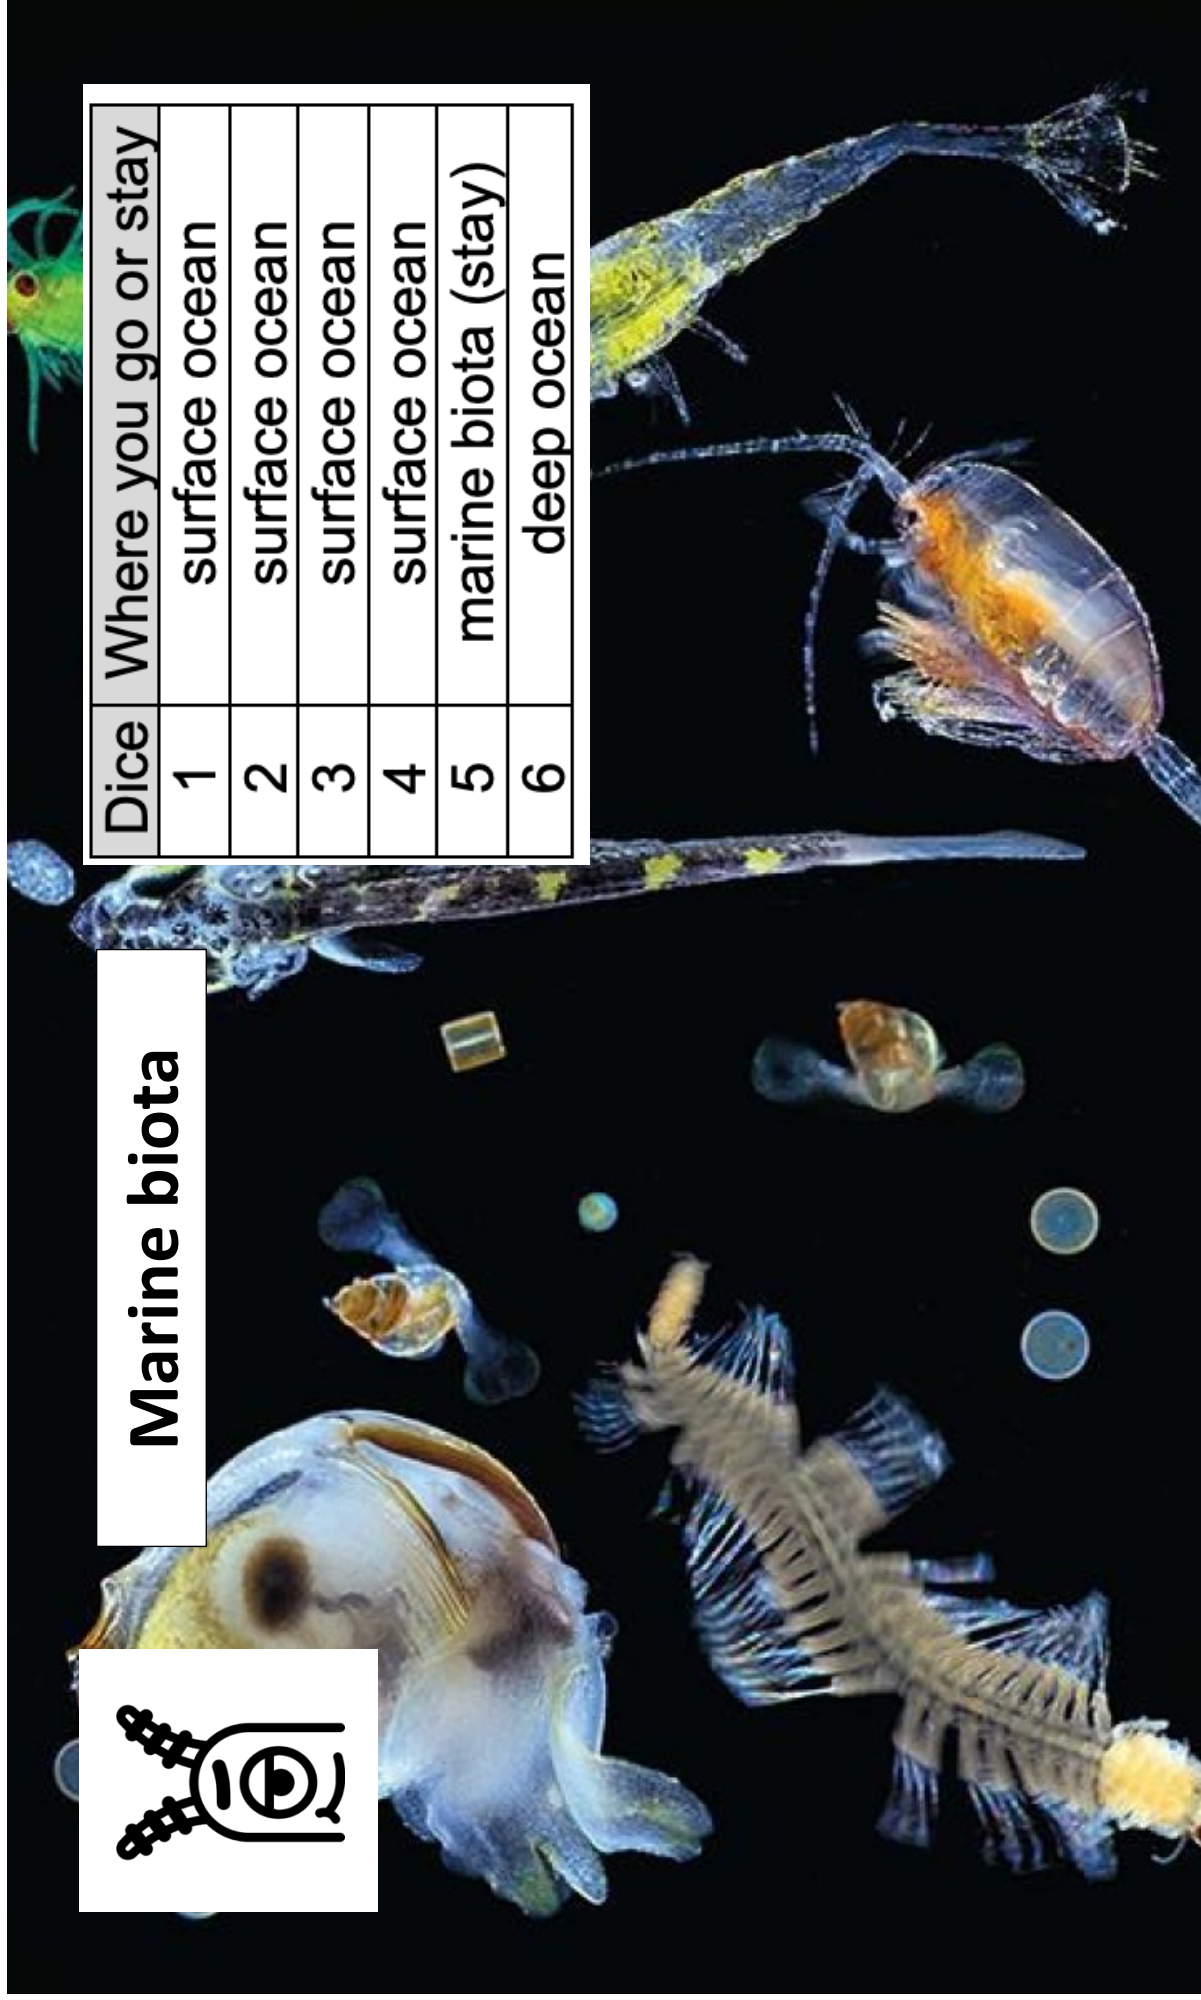 Marine biota
Dice Where you go or stay
1 surface ocean
2 surface ocean
3 surface ocean
4 surface ocean
5 marine biota (stay)
6 deep ocean